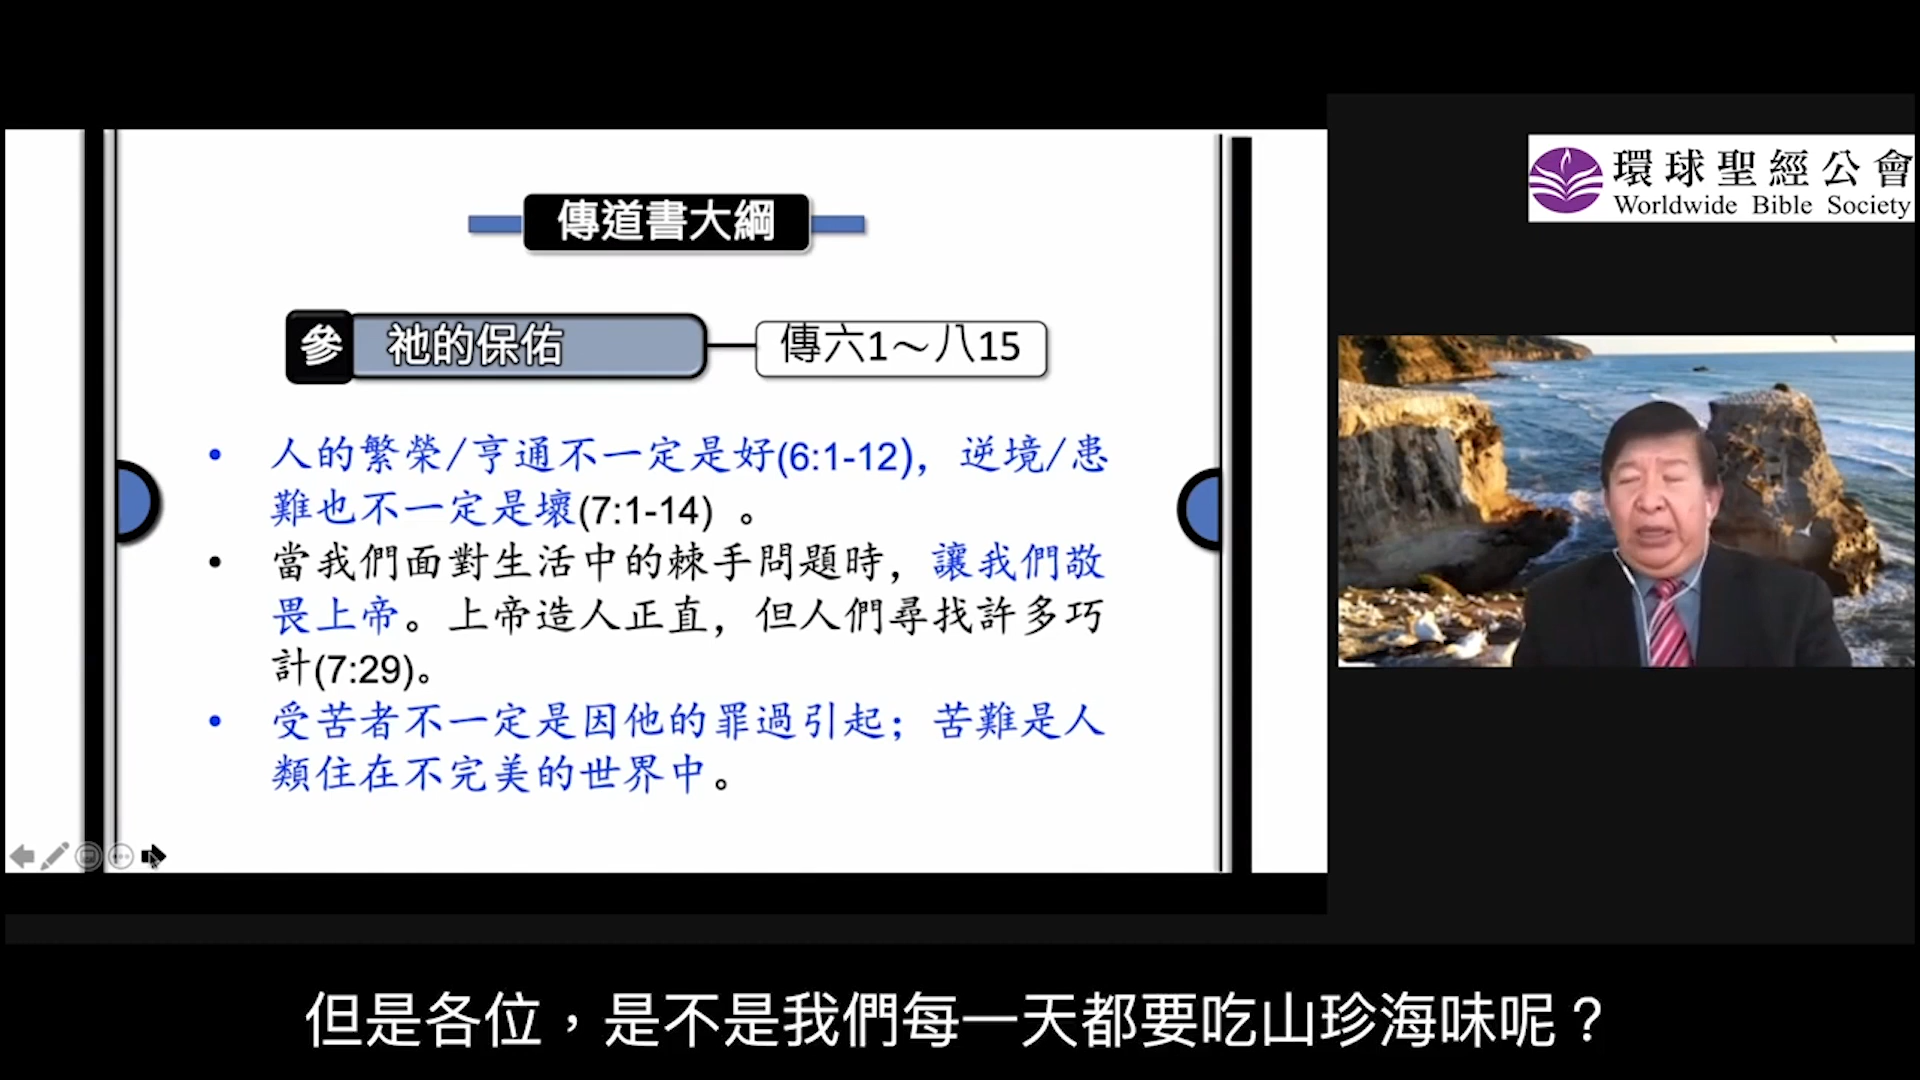 傳道書大綱
參 祂的保佑 傳六1～八15
• 人的繁榮/亨通不一定是好(6:1-12)，逆境/患
難也不一定是壞(7:1-14) 。
• 當我們面對生活中的棘手問題時，讓我們敬
畏上帝。上帝造人正直，但人們尋找許多巧
計(7:29)。
• 受苦者不一定是因他的罪過引起；苦難是人
類住在不完美的世界中。
環球聖經公會
Worldwide Bible Society
但是各位，是不是我們每一天都要吃山珍海味呢？